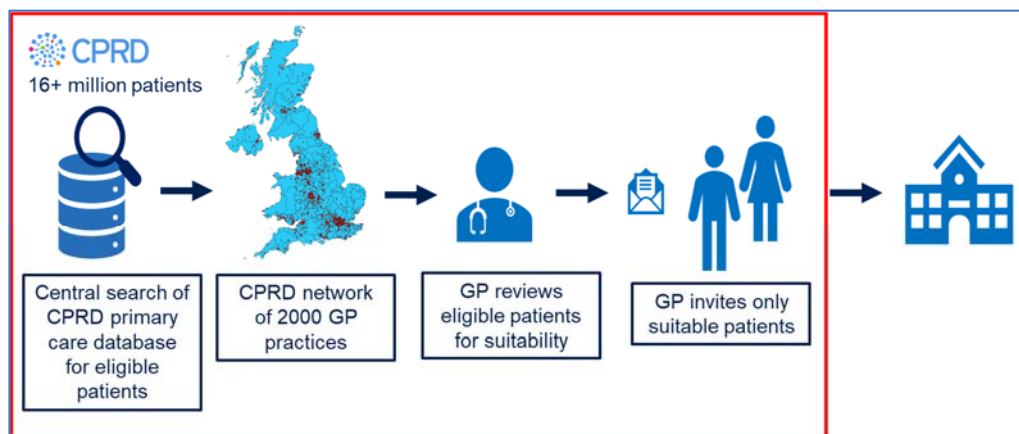 CPRD
16+ million patients
Central search of
CPRD primary
care database
for eligible
patients
CPRD network
of 2000 GP
practices
GP reviews
eligible patients
for suitability
GP invites only
suitable patients